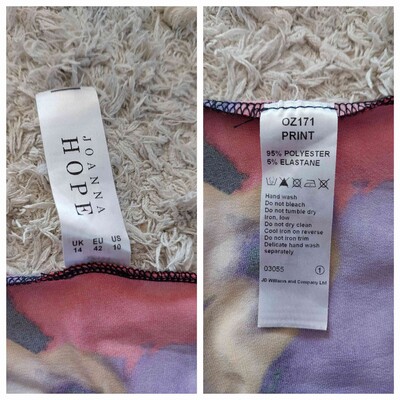 JOANNA
HOPE
UK EU US
14 42 10
OZ171
PRINT
95% POLYESTER
5% ELASTANE
Hand wash
Do not bleach
Do not tumble dry
Iron, low
Do not dry clean
Cool Iron on reverse
Do not iron trim
Delicate hand wash
separately
03055 1
JD Williams and Company Ltd